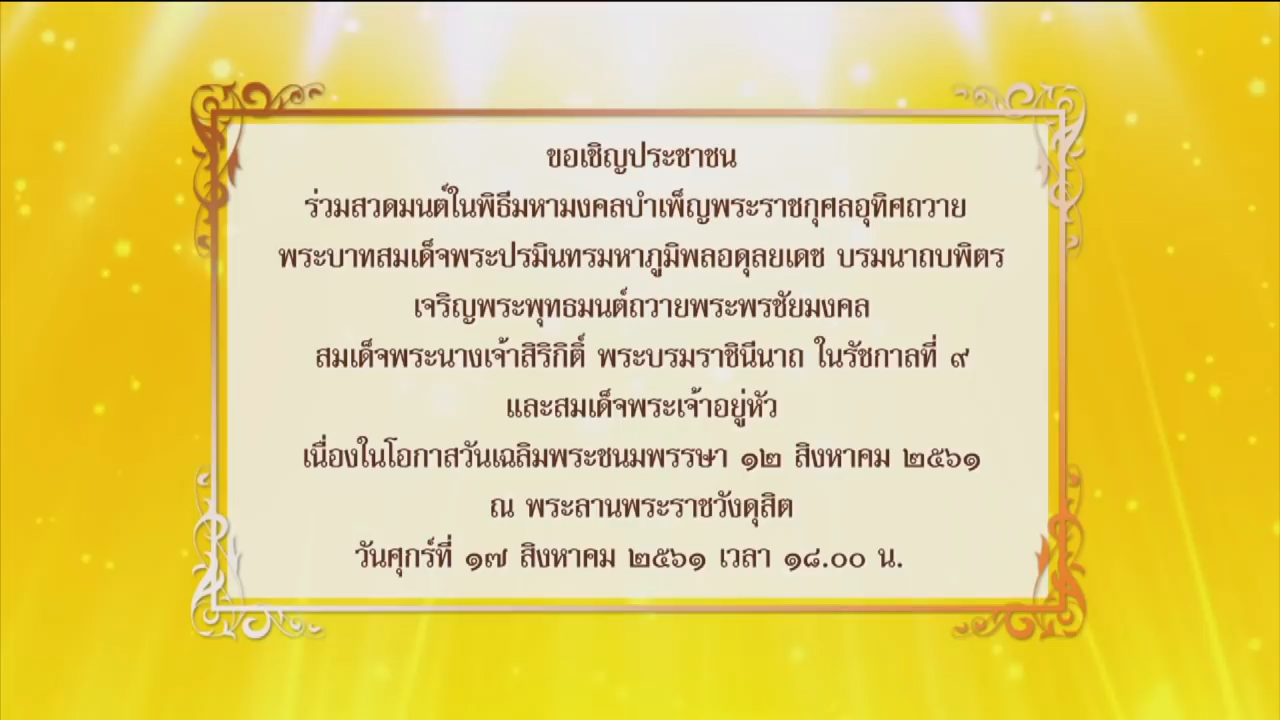 ขอเชิญประชาชน
ร่วมสวดมนต์ในพิธีมหามงคลบำเพ็ญพระราชกุศลอุทิศถวาย
พระบาทสมเด็จพระปรมินทรมหาภูมิพลอดุลยเดช บรมนาถบพิตร
เจริญพระพุทธมนต์ถวายพระพรชัยมงคล
สมเด็จพระนางเจ้าสิริกิติ์ พระบรมราชินีนาถ ในรัชกาลที่ ๙
และสมเด็จพระเจ้าอยู่หัว
เนื่องในโอกาสวันเฉลิมพระชนมพรรษา ๑๒ สิงหาคม ๒๕๖๑
ณ พระลานพระราชวังดุสิต
วันศุกร์ที่ ๑๗ สิงหาคม ๒๕๖๑ เวลา ๑๘.๐๐ น.